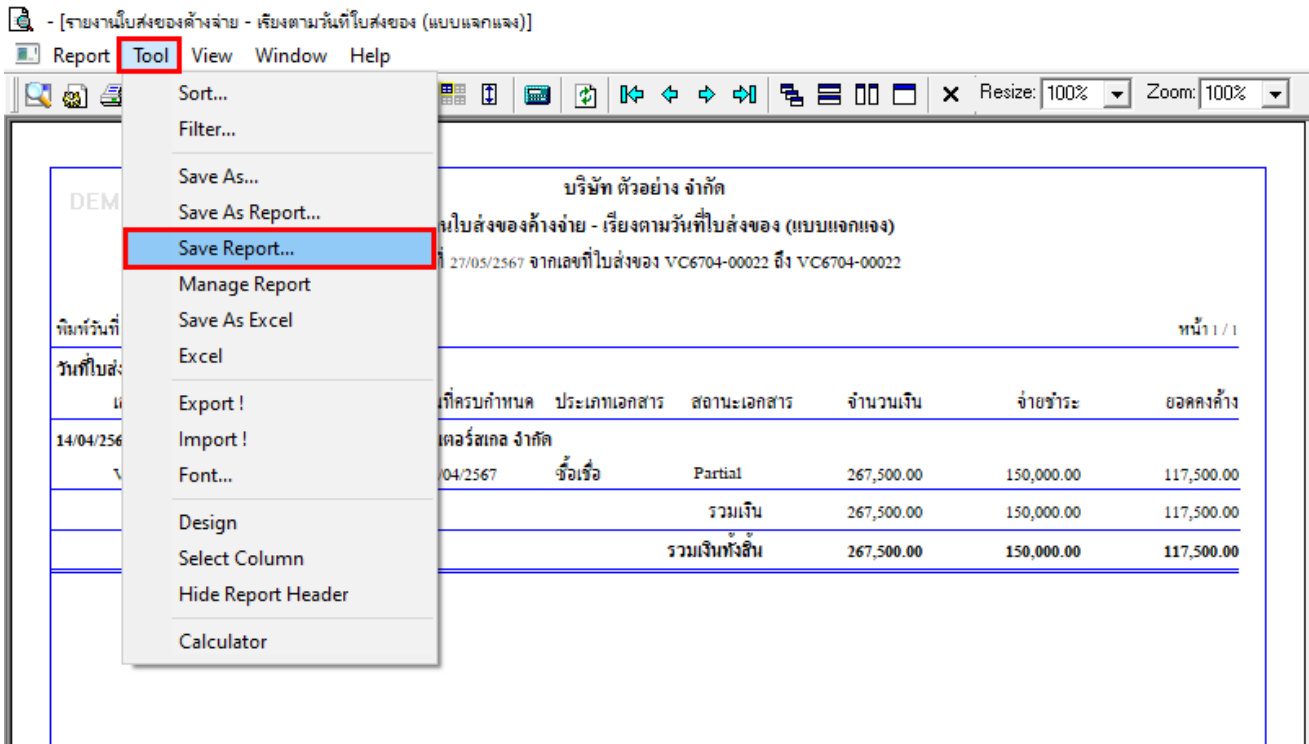 - [รายงานใบส่งของค้างจ่าย - เรียงตามวันที่ใบส่งของ (แบบแจกแจง)]
Report Tool View Window Help
Resize: 100% Zoom: 100%
Sort...
Filter...
Save As...
Save As Report...
Save Report...
Manage Report
Save As Excel
Excel
Export !
Import !
Font...
Design
Select Column
Hide Report Header
Calculator
DEM
บริษัท ตัวอย่าง จำกัด
นใบส่งของค้างจ่าย - เรียงตามวันที่ใบส่งของ (แบบแจกแจง)
ที่ 27/05/2567 จากเลขที่ใบส่งของ VC6704-00022 ถึง VC6704-00022
พิมพ์วันที่ หน้า 1 / 1
วันที่ใบส่ง
นที่ครบกำหนด ประเภทเอกสาร สถานะเอกสาร จำนวนเงิน จ่ายชำระ ยอดคงค้าง
14/04/256 เตอร์สเกล จำกัด
V /04/2567 ซื้อเชื่อ Partial 267,500.00 150,000.00 117,500.00
รวมเงิน 267,500.00 150,000.00 117,500.00
รวมเงินทั้งสิ้น 267,500.00 150,000.00 117,500.00